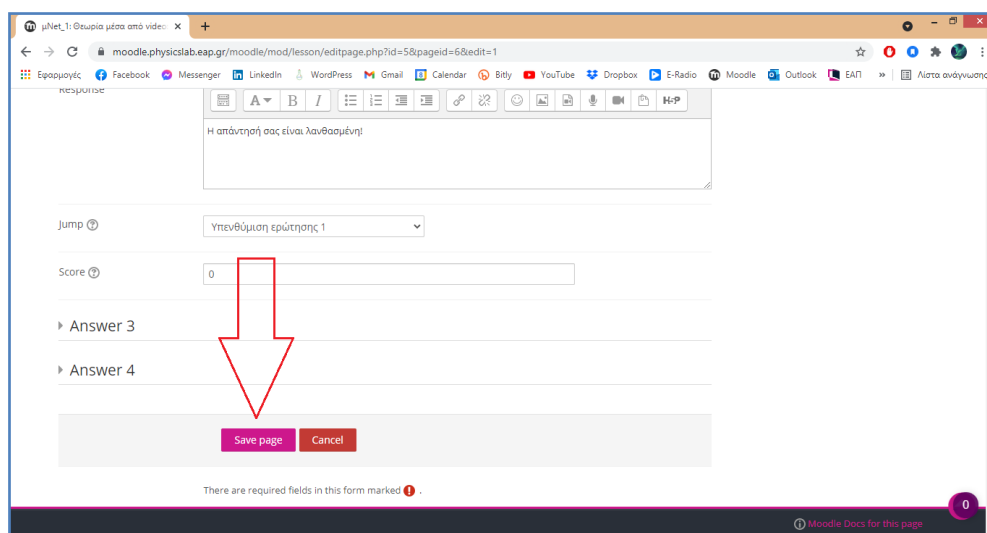 μNet_1: Θεωρία μέσα από video
moodle.physicslab.eap.gr/moodle/mod/lesson/editpage.php?id=5&pageid=6&edit=1
Εφαρμογές Facebook Messenger LinkedIn WordPress Gmail Calendar Bitly YouTube Dropbox E-Radio Moodle Outlook ΕΑΠ » Λίστα ανάγνωσης
Response
A B I H-P
Η απάντησή σας είναι λανθασμένη!
Jump
Υπενθύμιση ερώτησης 1
Score
0
Answer 3
Answer 4
Save page Cancel
There are required fields in this form marked .
0
Moodle Docs for this page